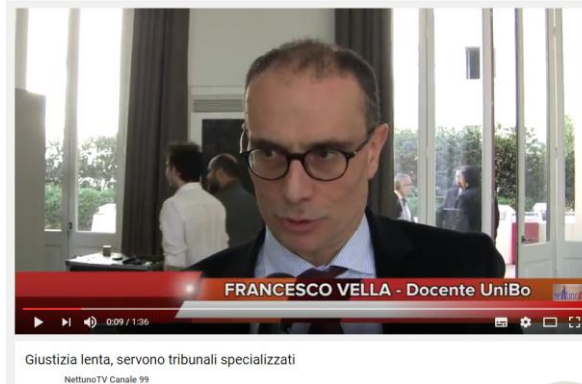 FRANCESCO VELLA - Docente UniBo
0:09 / 1:36
Giustizia lenta, servono tribunali specializzati
NettunoTV Canale 99